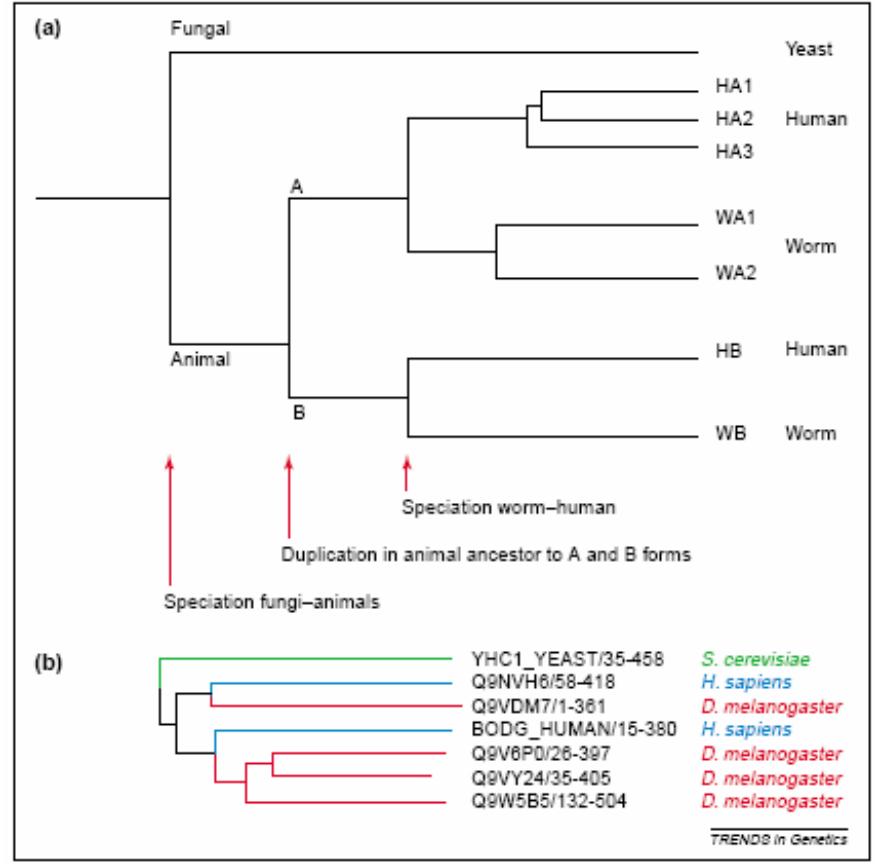 (a)
Fungal
Yeast
HA1
HA2 Human
HA3
A
WA1
Worm
WA2
HB Human
Animal
B
WB Worm
Speciation worm–human
Duplication in animal ancestor to A and B forms
Speciation fungi–animals
(b)
YHC1_YEAST/35-458 S. cerevisiae
Q9NVH6/58-418 H. sapiens
Q9VDM7/1-361 D. melanogaster
BODG_HUMAN/15-380 H. sapiens
Q9V6P0/26-397 D. melanogaster
Q9VY24/35-405 D. melanogaster
Q9W5B5/132-504 D. melanogaster
TRENDS in Genetics